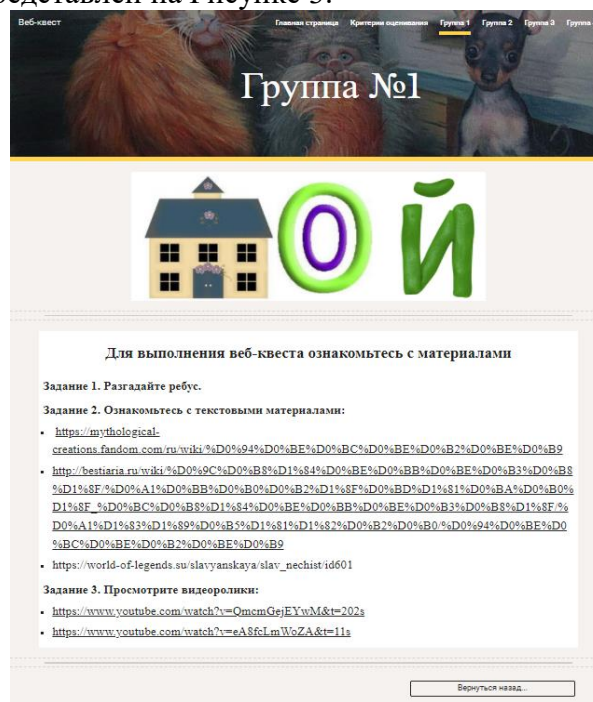 редставлен на Рисунке 3.
Веб-квест Главная страница Критерии оценивания Группа 1 Группа 2 Группа 3 Группа
Группа №1
О Й
Для выполнения веб-квеста ознакомьтесь с материалами
Задание 1. Разгадайте ребус.
Задание 2. Ознакомьтесь с текстовыми материалами:
https://mythological-
creations.fandom.com/ru/wiki/%D0%94%D0%BE%D0%BC%D0%BE%D0%B2%D0%BE%D0%B9
http://bestiaria.ru/wiki/%D0%9C%D0%B8%D1%84%D0%BE%D0%BB%D0%BE%D0%B3%D0%B8
%D1%8F/%D0%A1%D0%BB%D0%B0%D0%B2%D1%8F%D0%BD%D1%81%D0%BA%D0%B0%
D1%8F_%D0%BC%D0%B8%D1%84%D0%BE%D0%BB%D0%BE%D0%B3%D0%B8%D1%8F/%
D0%A1%D1%83%D1%89%D0%B5%D1%81%D1%82%D0%B2%D0%B0/%D0%94%D0%BE%D0
%BC%D0%BE%D0%B2%D0%BE%D0%B9
https://world-of-legends.su/slavyanskaya/slav_nechist/id601
Задание 3. Просмотрите видеоролики:
https://www.youtube.com/watch?v=QmcmGejEYwM&t=202s
https://www.youtube.com/watch?v=eA8fcLmWoZA&t=11s
Вернуться назад...